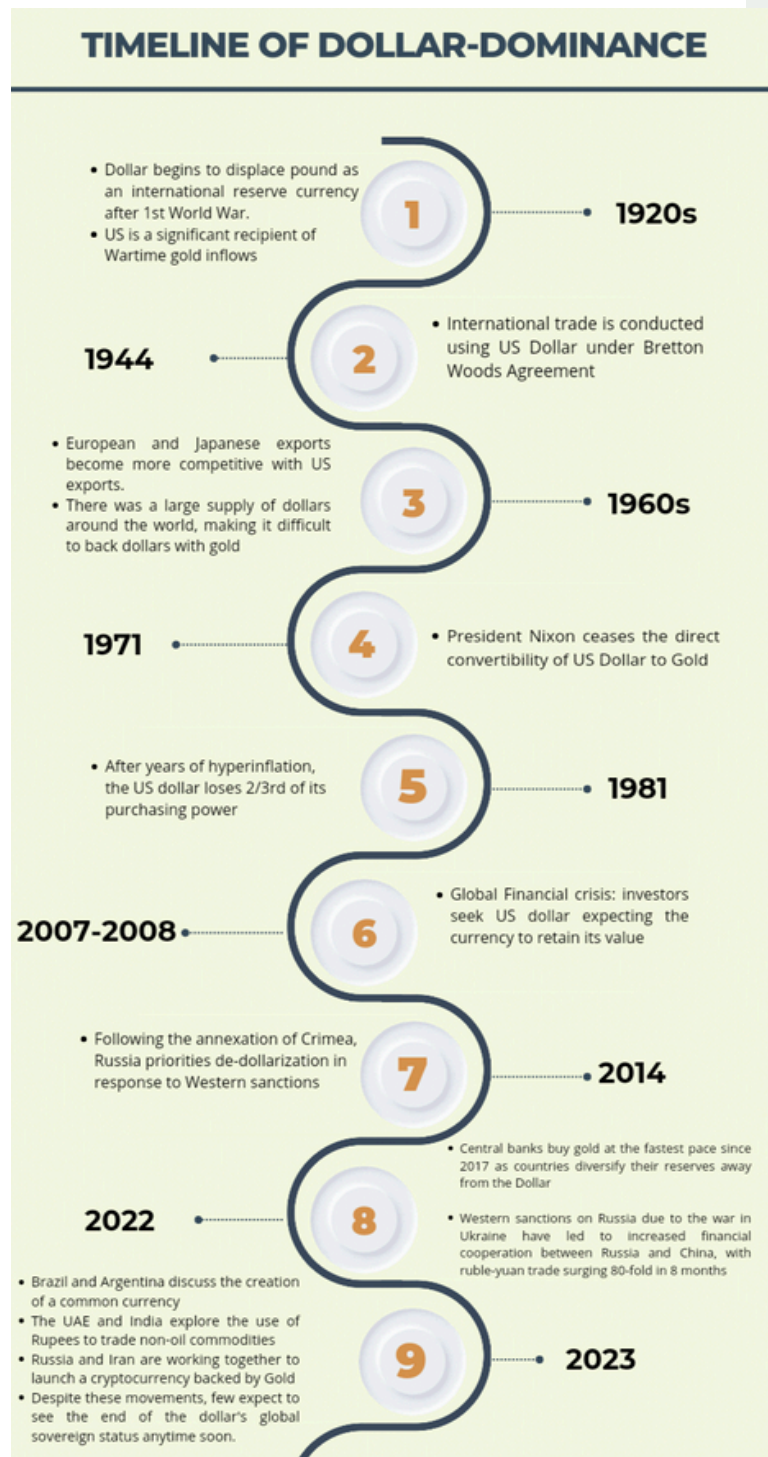 TIMELINE OF DOLLAR-DOMINANCE
• Dollar begins to displace pound as
an international reserve currency
after 1st World War.
• US is a significant recipient of
Wartime gold inflows
1
1920s
1944
2
• International trade is conducted
using US Dollar under Bretton
Woods Agreement
• European and Japanese exports
become more competitive with US
exports.
• There was a large supply of dollars
around the world, making it difficult
to back dollars with gold
3
1960s
1971
4
• President Nixon ceases the direct
convertibility of US Dollar to Gold
• After years of hyperinflation,
the US dollar loses 2/3rd of its
purchasing power
5
1981
2007-2008
6
• Global Financial crisis: investors
seek US dollar expecting the
currency to retain its value
• Following the annexation of Crimea,
Russia priorities de-dollarization in
response to Western sanctions
7
2014
2022
8
• Central banks buy gold at the fastest pace since
2017 as countries diversify their reserves away
from the Dollar
• Western sanctions on Russia due to the war in
Ukraine have led to increased financial
cooperation between Russia and China, with
ruble-yuan trade surging 80-fold in 8 months
• Brazil and Argentina discuss the creation
of a common currency
• The UAE and India explore the use of
Rupees to trade non-oil commodities
• Russia and Iran are working together to
launch a cryptocurrency backed by Gold
• Despite these movements, few expect to
see the end of the dollar's global
sovereign status anytime soon.
9
2023